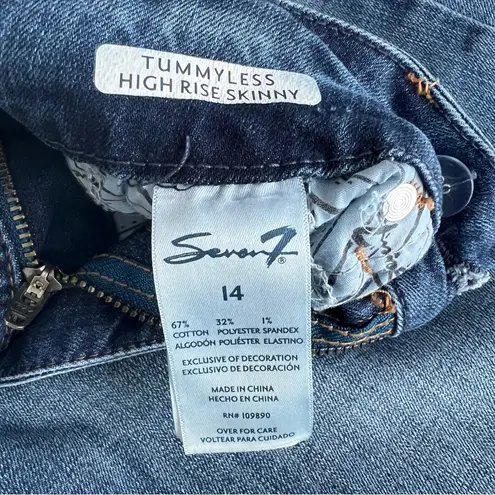 TUMMYLESS
HIGH RISE SKINNY
Seven7®
14
67% 32% 1%
COTTON POLYESTER SPANDEX
ALGODÓN POLIÉSTER ELASTINO
EXCLUSIVE OF DECORATION
EXCLUSIVO DE DECORACIÓN
MADE IN CHINA
HECHO EN CHINA
RN# 109890
OVER FOR CARE
VOLTEAR PARA CUIDADO